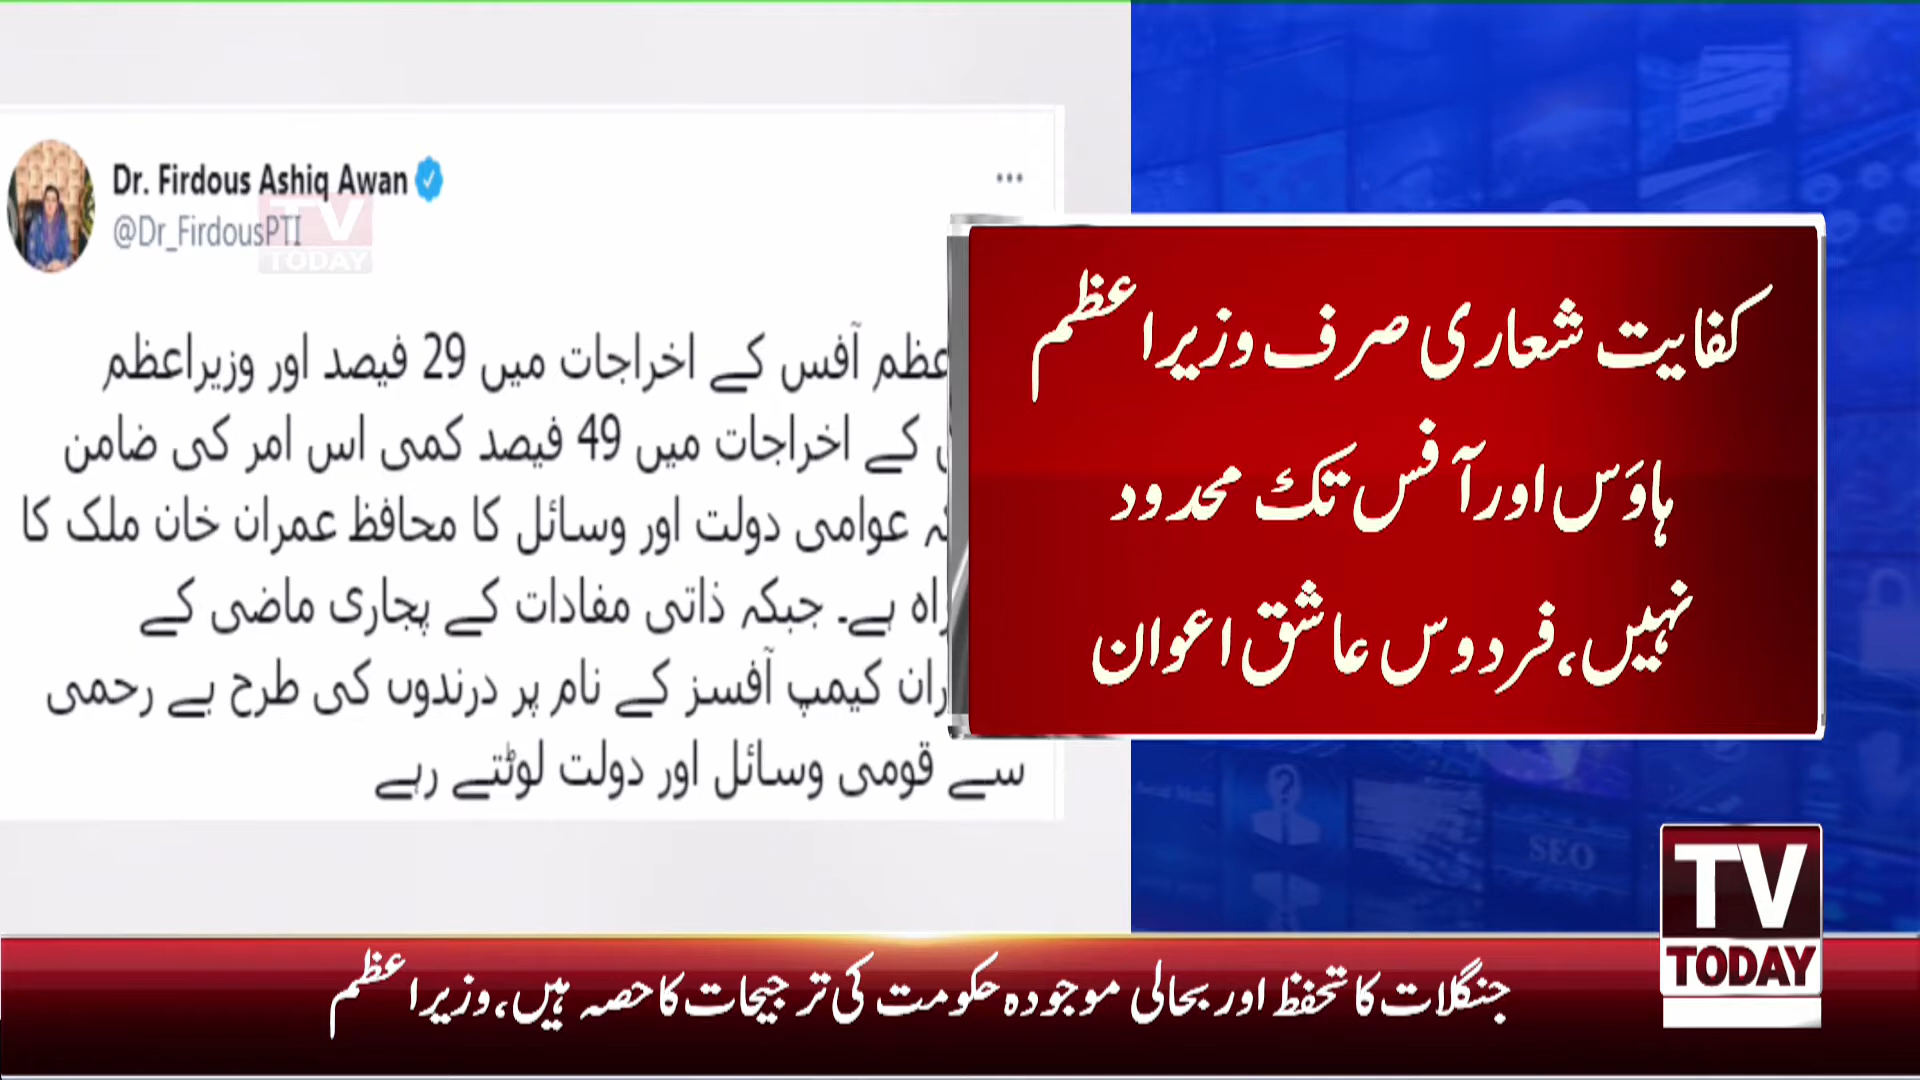 Dr. Firdous Ashiq Awan
@Dr_FirdousPTI
TV
TODAY
آفس کے اخراجات میں 29 فیصد اور وزیراعظم
کے اخراجات میں 49 فیصد کمی اس امر کی ضامن
عوامی دولت اور وسائل کا محافظ عمران خان ملک کا
ہے۔ جبکہ ذاتی مفادات کے پجاری ماضی کے
کیمپ آفسز کے نام پر درندوں کی طرح بے رحمی
سے قومی وسائل اور دولت لوٹتے رہے
کفایت شعاری صرف وزیراعظم
ہاؤس اور آفس تک محدود
نہیں، فردوس عاشق اعوان
SEO
TV
TODAY
جنگلات کا تحفظ اور بحالی موجودہ حکومت کی ترجیحات کا حصہ ہیں، وزیراعظم